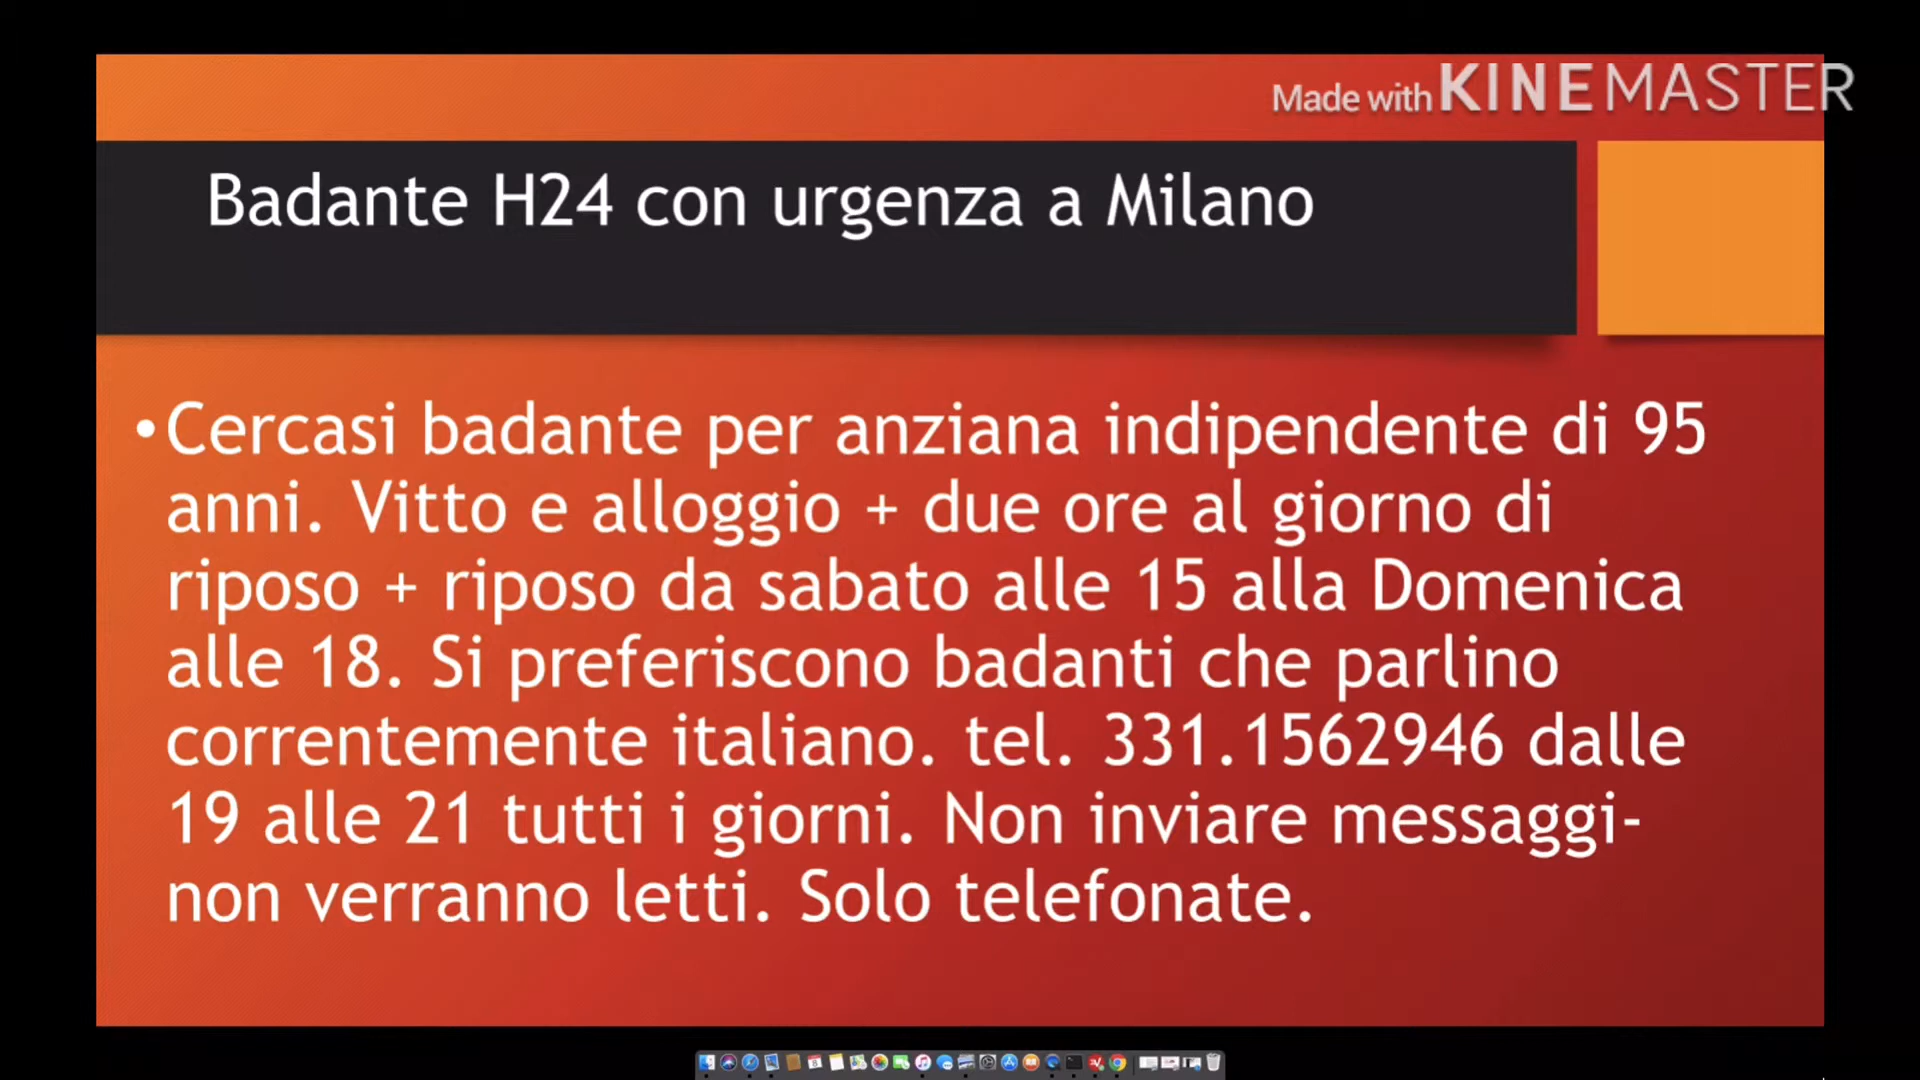 Made with KINEMASTER
Badante H24 con urgenza a Milano
•Cercasi badante per anziana indipendente di 95
anni. Vitto e alloggio + due ore al giorno di
riposo + riposo da sabato alle 15 alla Domenica
alle 18. Si preferiscono badanti che parlino
correntemente italiano. tel. 331.1562946 dalle
19 alle 21 tutti i giorni. Non inviare messaggi-
non verranno letti. Solo telefonate.